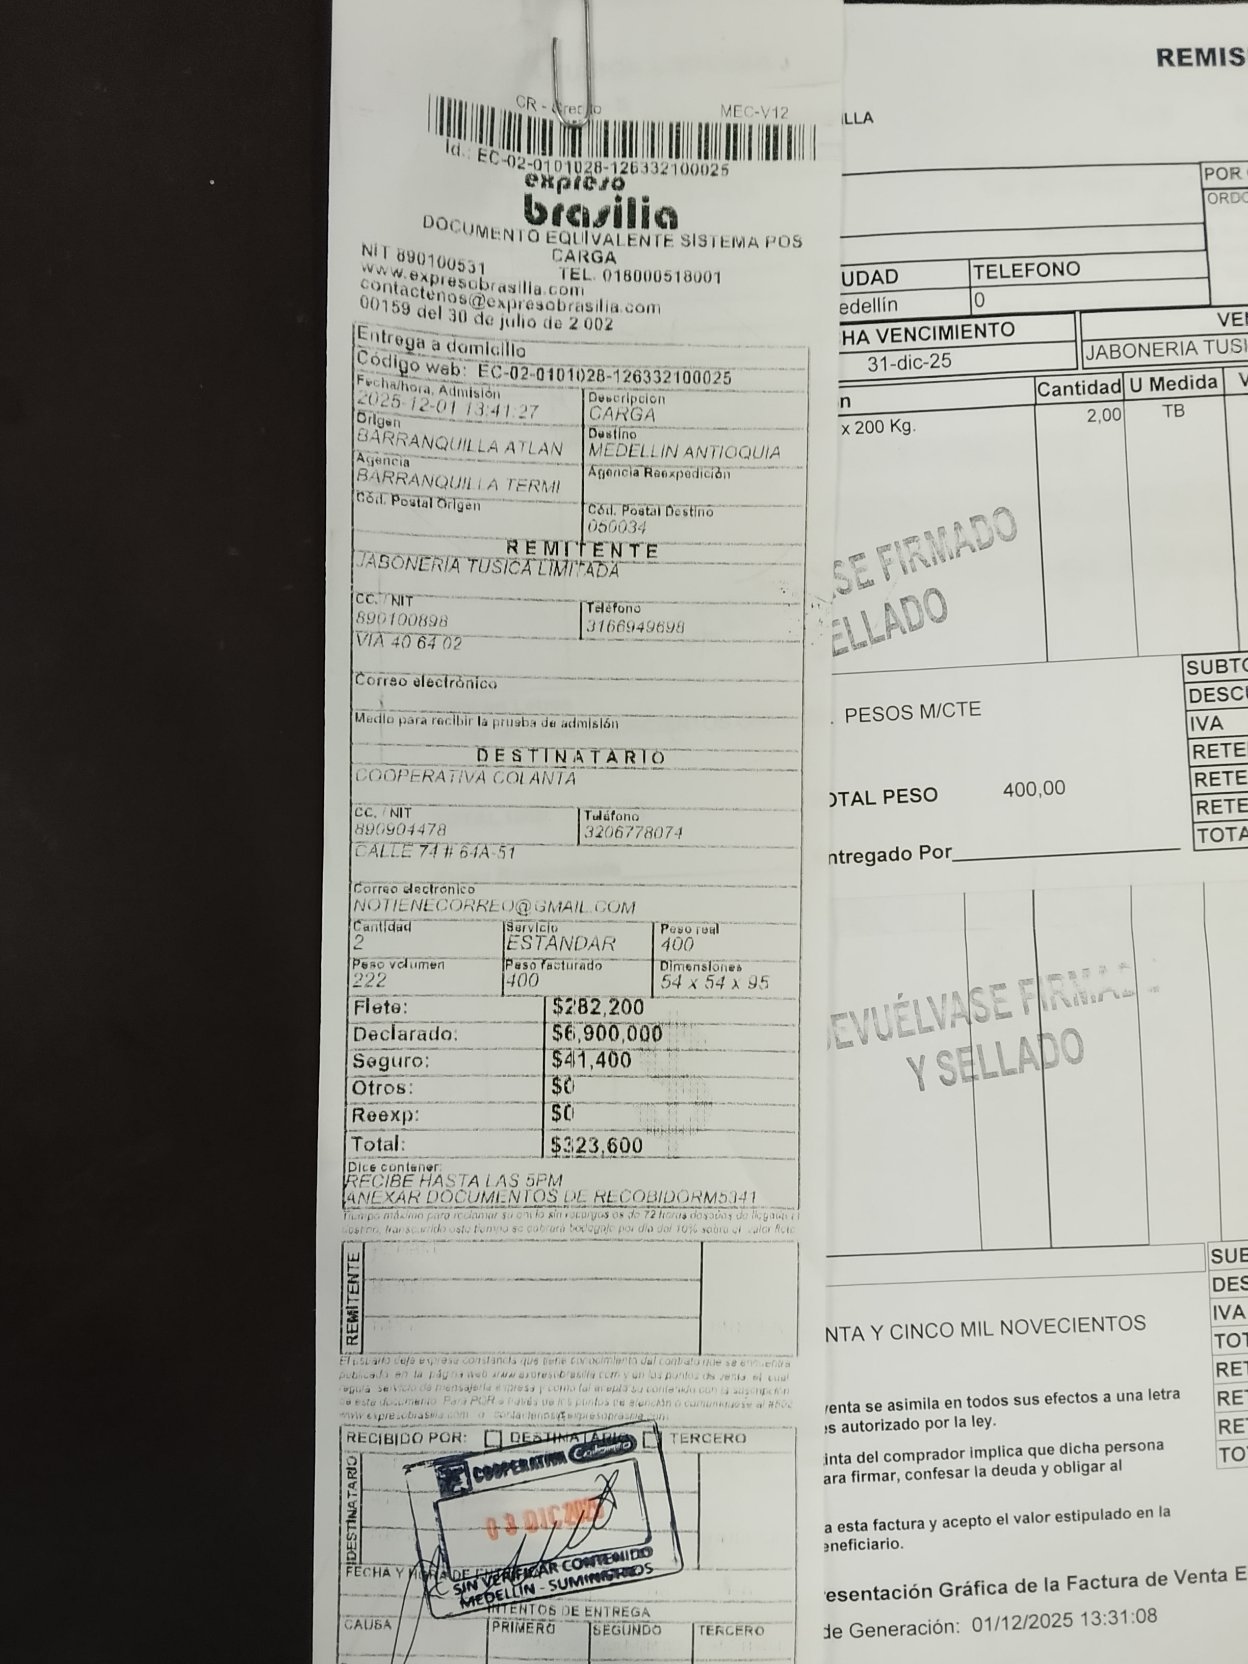 CR - Credito MEC-V12
Id.: EC-02-0101028-126332100025
expreso
brasilia
DOCUMENTO EQUIVALENTE SISTEMA POS
CARGA
NIT 890100531 TEL. 018000518001
www.expresobrasilia.com
contactenos@expresobrasilia.com
00159 del 30 de julio de 2 002
Entrega a domicilio
Código web: EC-02-0101028-126332100025
Fecha/hora. Admisión Descripcion
2025-12-01 13:41:27 CARGA
Origen Destino
BARRANQUILLA ATLAN MEDELLIN ANTIOQUIA
Agencia Agencia Reexpedición
BARRANQUILLA TERMI
Cód. Postal Origen Cód. Postal Destino
050034
REMITENTE
JABONERIA TUSICA LIMITADA
CC. / NIT Teléfono
890100898 3166949698
VIA 40 64 02
Correo electrónico
Medio para recibir la prueba de admisión
DESTINATARIO
COOPERATIVA COLANTA
CC. / NIT Teléfono
890904478 3206778074
CALLE 74 # 64A-51
Correo electronico
NOTIENECORREO@GMAIL.COM
Cantidad Servicio Peso real
2 ESTANDAR 400
Peso volumen Peso facturado Dimensiones
222 400 54 x 54 x 95
Flete: $282,200
Declarado: $6,900,000
Seguro: $41,400
Otros: $0
Reexp: $0
Total: $323,600
Dice contener:
RECIBE HASTA LAS 5PM
ANEXAR DOCUMENTOS DE RECOBIDORM5341
REMITENTE
RECIBIDO POR: DESTINATARIO TERCERO
DESTINATARIO
COOPERATIVA Colanta
03 DIC 2025
SIN VERIFICAR CONTENIDO
MEDELLIN - SUMINISTROS
FECHA Y HORA DE
INTENTOS DE ENTREGA
CAUSA PRIMERO SEGUNDO TERCERO
REMIS
ILLA
POR
ORDO
UDAD TELEFONO
edellín 0
HA VENCIMIENTO VEN
31-dic-25 JABONERIA TUSI
n Cantidad U Medida V
x 200 Kg. 2,00 TB
SE FIRMADO
ELLADO
SUBTO
. PESOS M/CTE DESCU
IVA
RETE
OTAL PESO 400,00 RETE
RETE
ntregado Por TOTA
DEVUÉLVASE FIRMADO
Y SELLADO
SUB
DES
NTA Y CINCO MIL NOVECIENTOS IVA
TOT
RET
venta se asimila en todos sus efectos a una letra RET
es autorizado por la ley. RET
tinta del comprador implica que dicha persona TO
ara firmar, confesar la deuda y obligar al
a esta factura y acepto el valor estipulado en la
eneficiario.
resentación Gráfica de la Factura de Venta E
de Generación: 01/12/2025 13:31:08